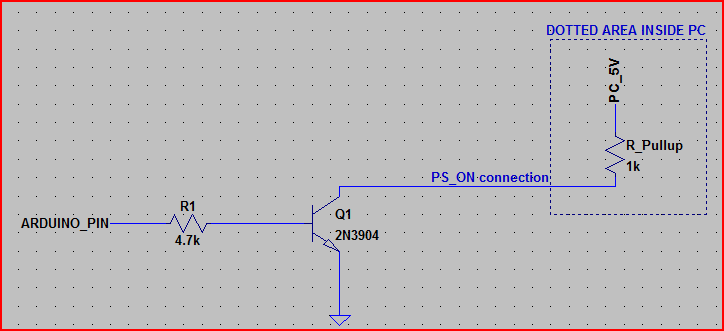 DOTTED AREA INSIDE PC
PC_5V
R_Pullup
1k
PS_ON connection
R1
Q1
ARDUINO_PIN
4.7k
2N3904